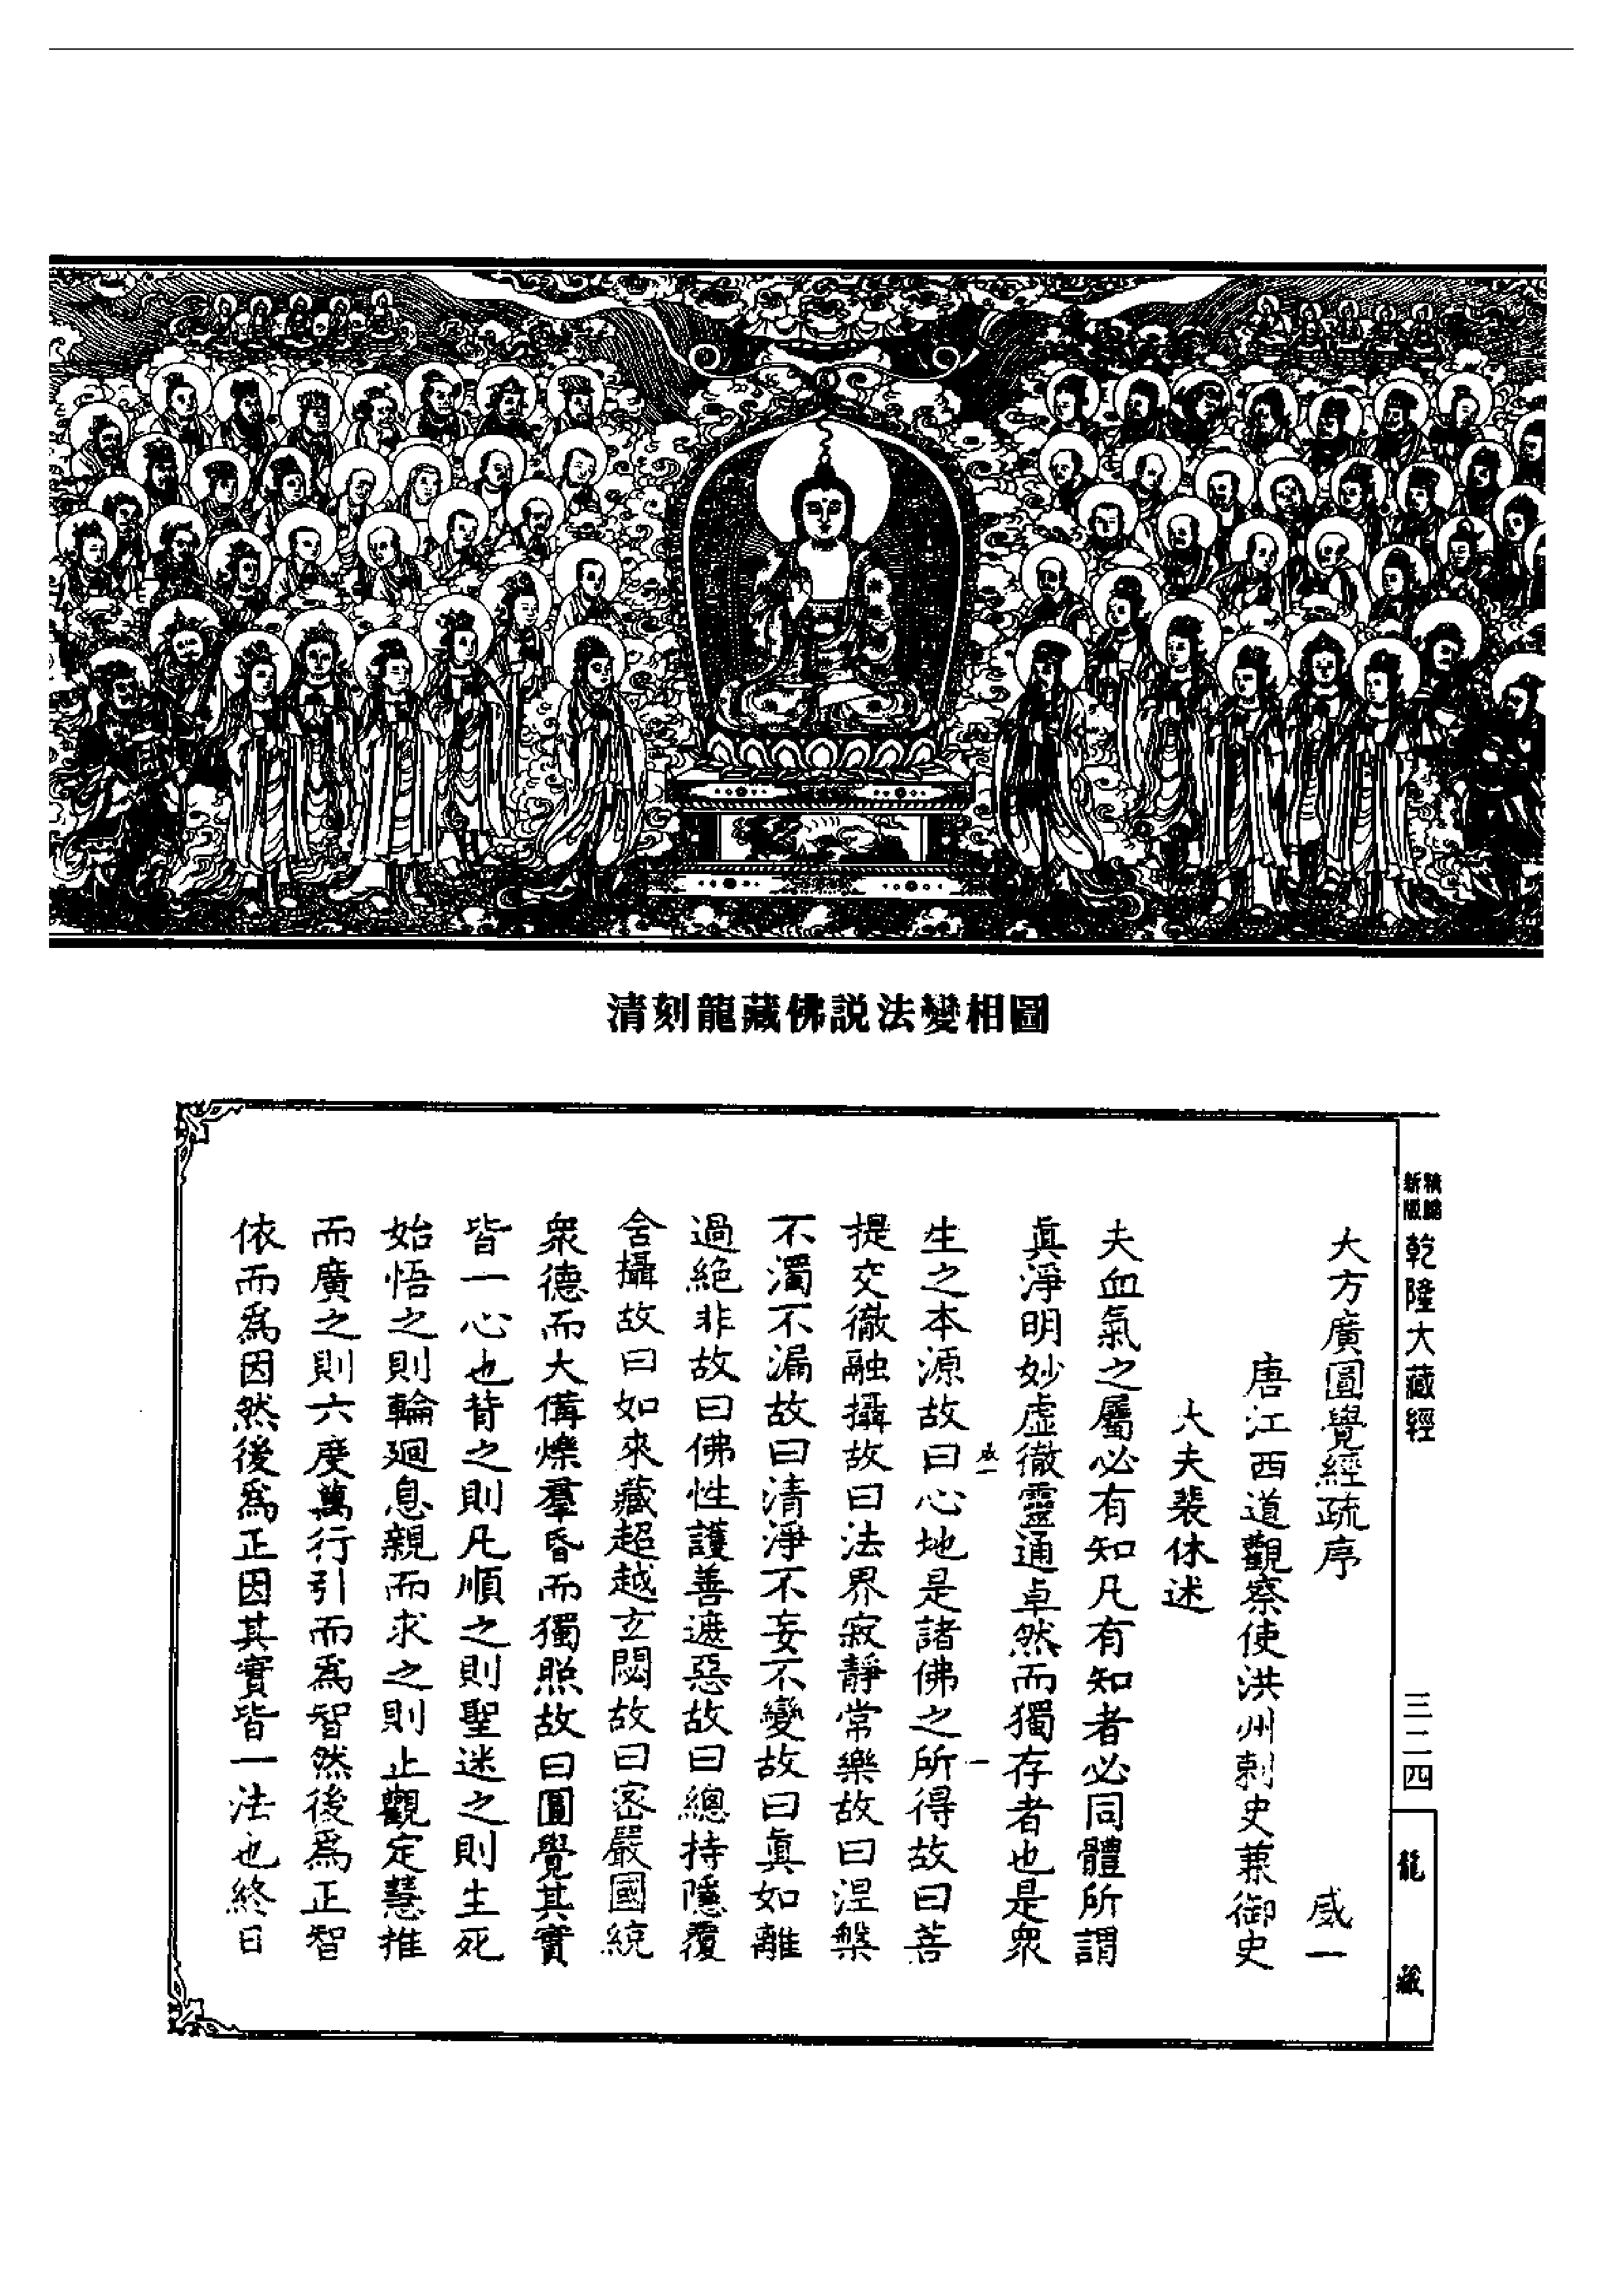 清刻龍藏佛説法變相圖
新版
乾隆大藏經
三二四
龍藏
大方廣圓覺經疏序
感一
唐江西道觀察使洪州刺史兼御史
大夫裴休述
夫血氣之屬必有知凡有知者必同體所謂
眞淨明妙虛徹靈通卓然而獨存者也是衆
一
生之本源故曰心地是諸佛之所得故曰菩
提交徹融攝故曰法界寂靜常樂故曰涅槃
不濁不漏故曰清淨不妄不變故曰眞如離
過絶非故曰佛性護善遮惡故曰總持隱覆
含攝故曰如來藏超越玄閟故曰密嚴國統
衆德而大備爍羣昏而獨照故曰圓覺其實
皆一心也背之則凡順之則聖迷之則生死
始悟之則輪廻息親而求之則止觀定慧推
而廣之則六度萬行引而爲智然後爲正智
依而爲因然後爲正因其實皆一法也終日